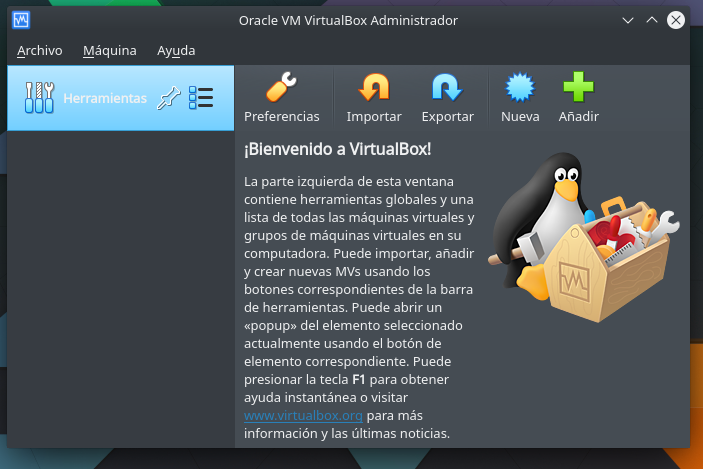 Oracle VM VirtualBox Administrador
Archivo Máquina Ayuda
Herramientas
Preferencias Importar Exportar Nueva Añadir
¡Bienvenido a VirtualBox!
La parte izquierda de esta ventana
contiene herramientas globales y una
lista de todas las máquinas virtuales y
grupos de máquinas virtuales en su
computadora. Puede importar, añadir
y crear nuevas MVs usando los
botones correspondientes de la barra
de herramientas. Puede abrir un
«popup» del elemento seleccionado
actualmente usando el botón de
elemento correspondiente. Puede
presionar la tecla F1 para obtener
ayuda instantánea o visitar
www.virtualbox.org para más
información y las últimas noticias.